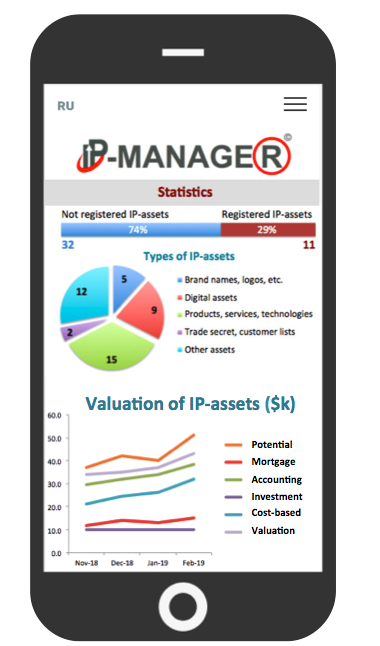 RU
iP-MANAGER©
Statistics
Not registered IP-assets Registered IP-assets
74% 29%
32 11
Types of IP-assets
5
9
15
2
12
Brand names, logos, etc.
Digital assets
Products, services, technologies
Trade secret, customer lists
Other assets
Valuation of IP-assets ($k)
60.0
50.0
40.0
30.0
20.0
10.0
0.0
Nov-18 Dec-18 Jan-19 Feb-19
Potential
Mortgage
Accounting
Investment
Cost-based
Valuation